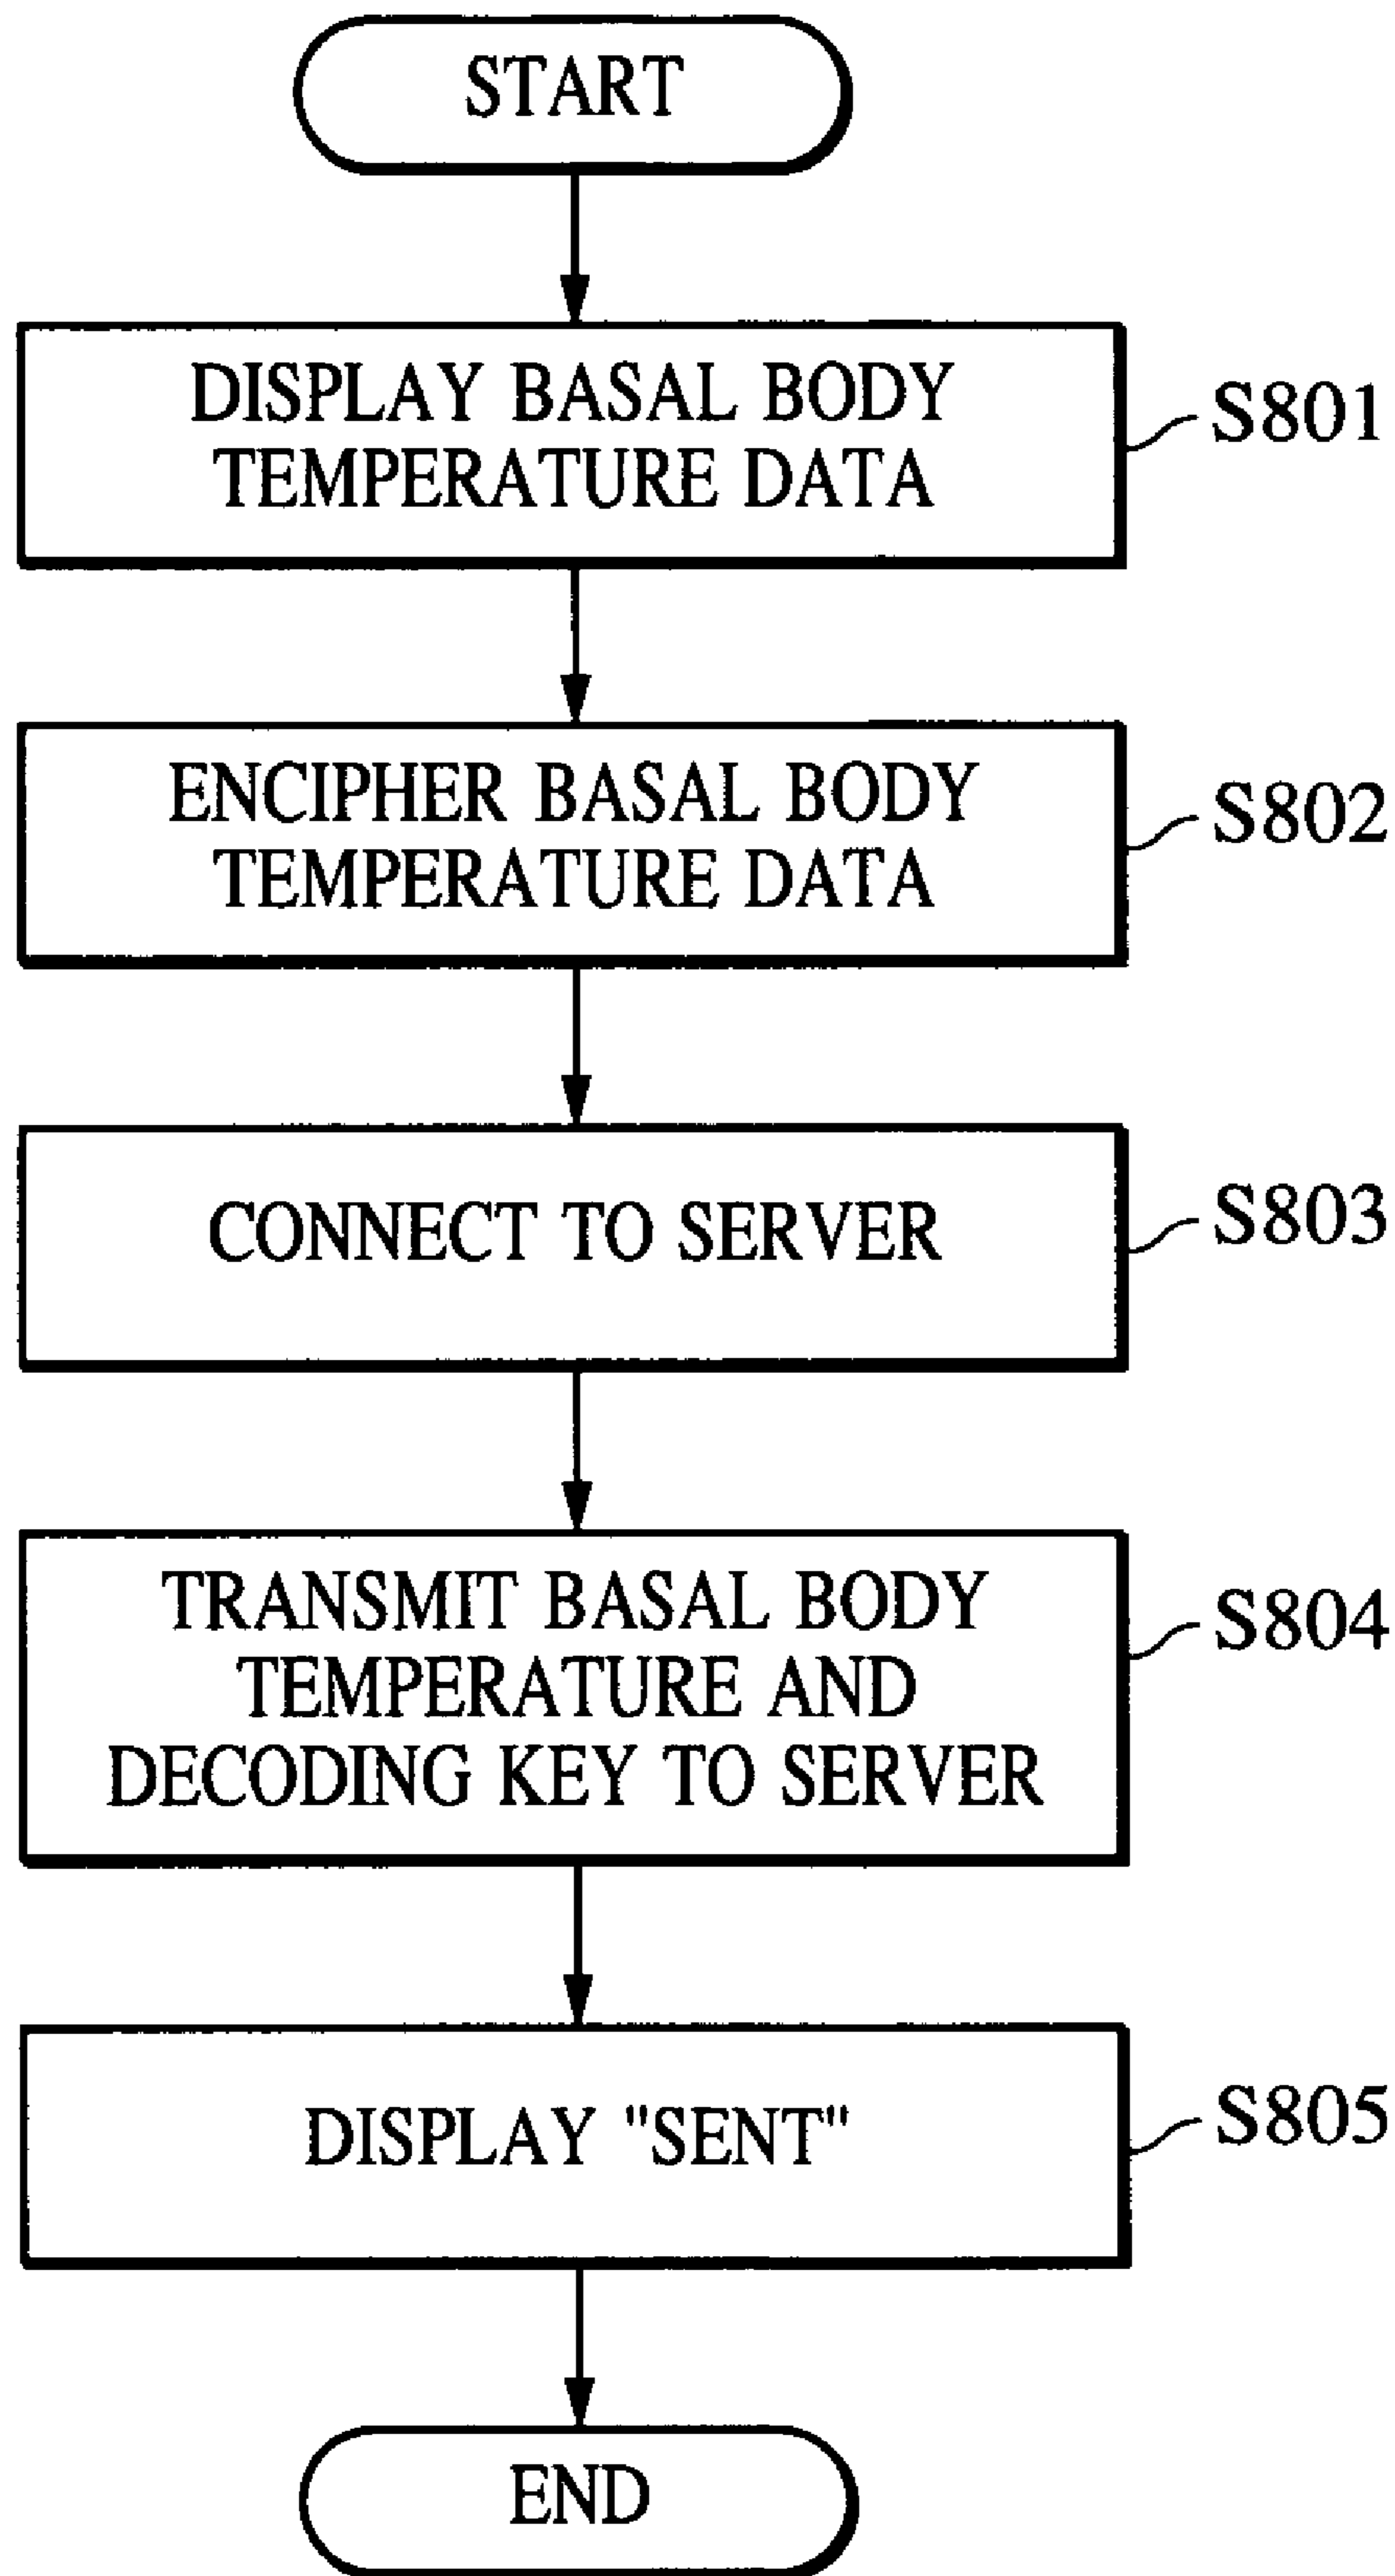 START
DISPLAY BASAL BODY
TEMPERATURE DATA
S801
ENCIPHER BASAL BODY
TEMPERATURE DATA
S802
CONNECT TO SERVER
S803
TRANSMIT BASAL BODY
TEMPERATURE AND
DECODING KEY TO SERVER
S804
DISPLAY "SENT"
S805
END